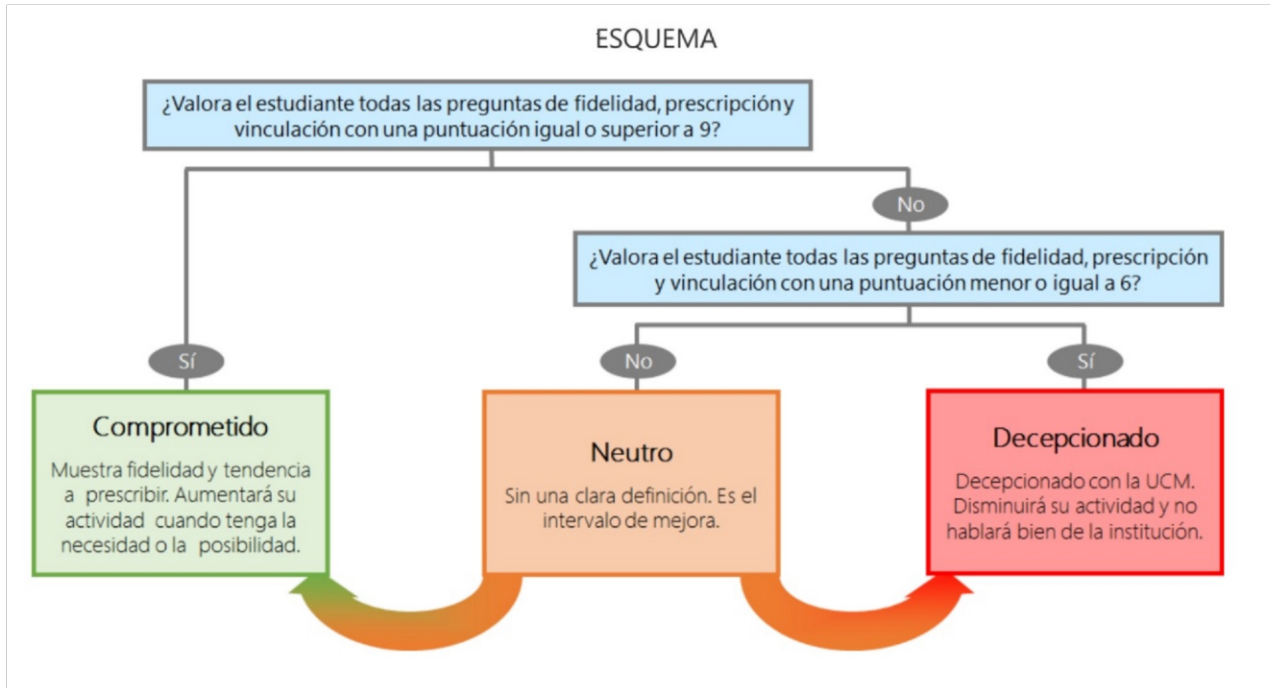 ESQUEMA
¿Valora el estudiante todas las preguntas de fidelidad, prescripción y
vinculación con una puntuación igual o superior a 9?
No
¿Valora el estudiante todas las preguntas de fidelidad, prescripción
y vinculación con una puntuación menor o igual a 6?
Sí
No
Sí
Comprometido
Muestra fidelidad y tendencia
a prescribir. Aumentará su
actividad cuando tenga la
necesidad o la posibilidad.
Neutro
Sin una clara definición. Es el
intervalo de mejora.
Decepcionado
Decepcionado con la UCM.
Disminuirá su actividad y no
hablará bien de la institución.